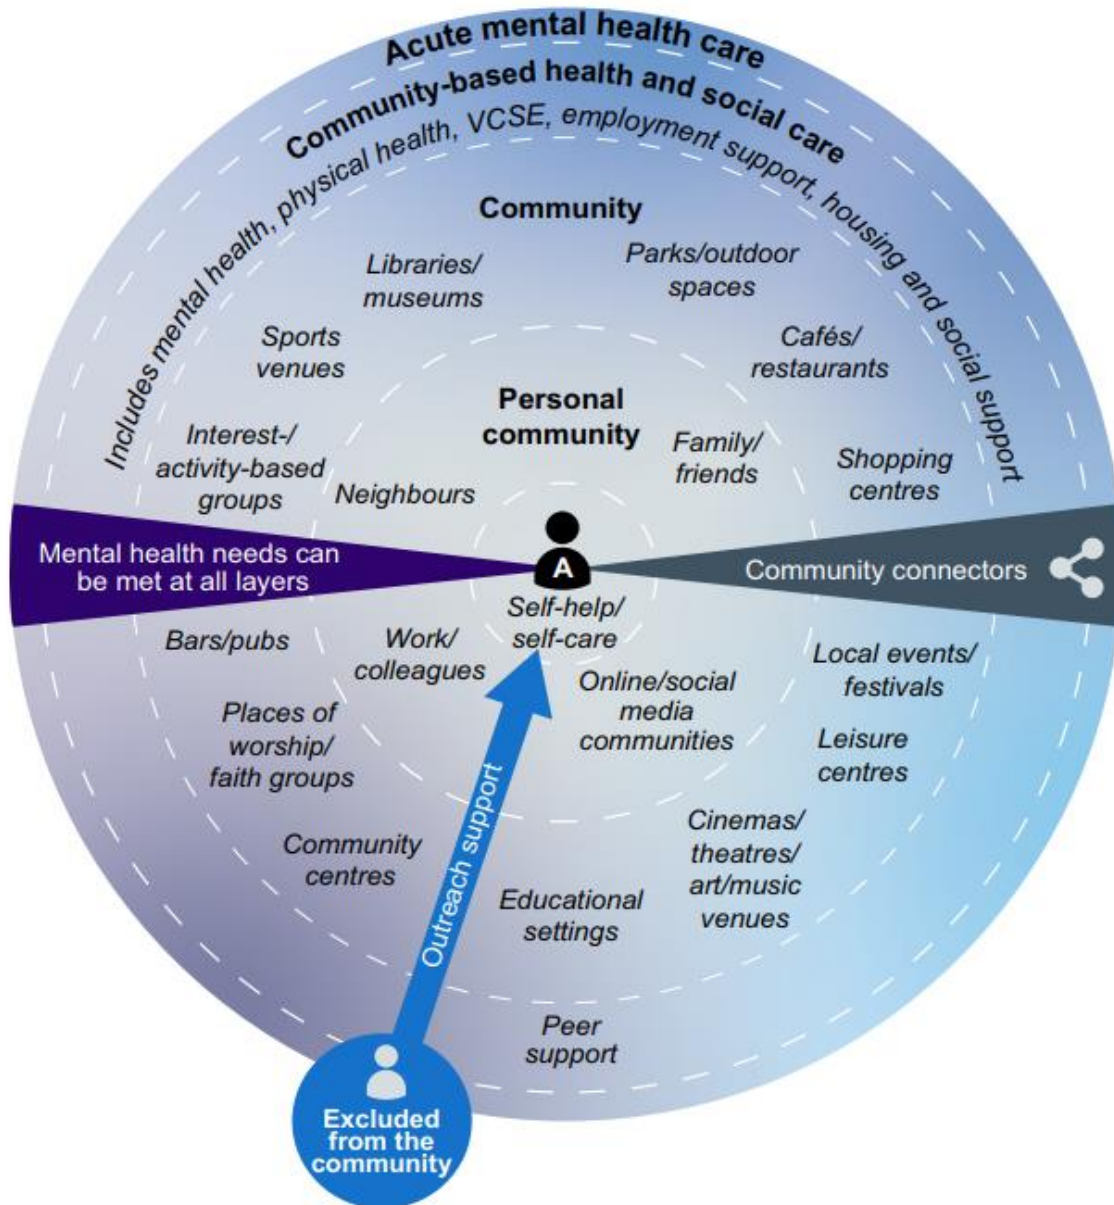 Acute mental health care
Community-based health and social care
Includes mental health, physical health, VCSE, employment support, housing and social support
Community
Libraries/
museums
Parks/outdoor
spaces
Sports
venues
Cafés/
restaurants
Personal
community
Interest-/
activity-based
groups
Neighbours
Family/
friends
Shopping
centres
Mental health needs can
be met at all layers
A
Community connectors
Self-help/
self-care
Bars/pubs
Work/
colleagues
Online/social
media
communities
Local events/
festivals
Places of
worship/
faith groups
Leisure
centres
Outreach support
Community
centres
Cinemas/
theatres/
art/music
venues
Educational
settings
Peer
support
Excluded
from the
community